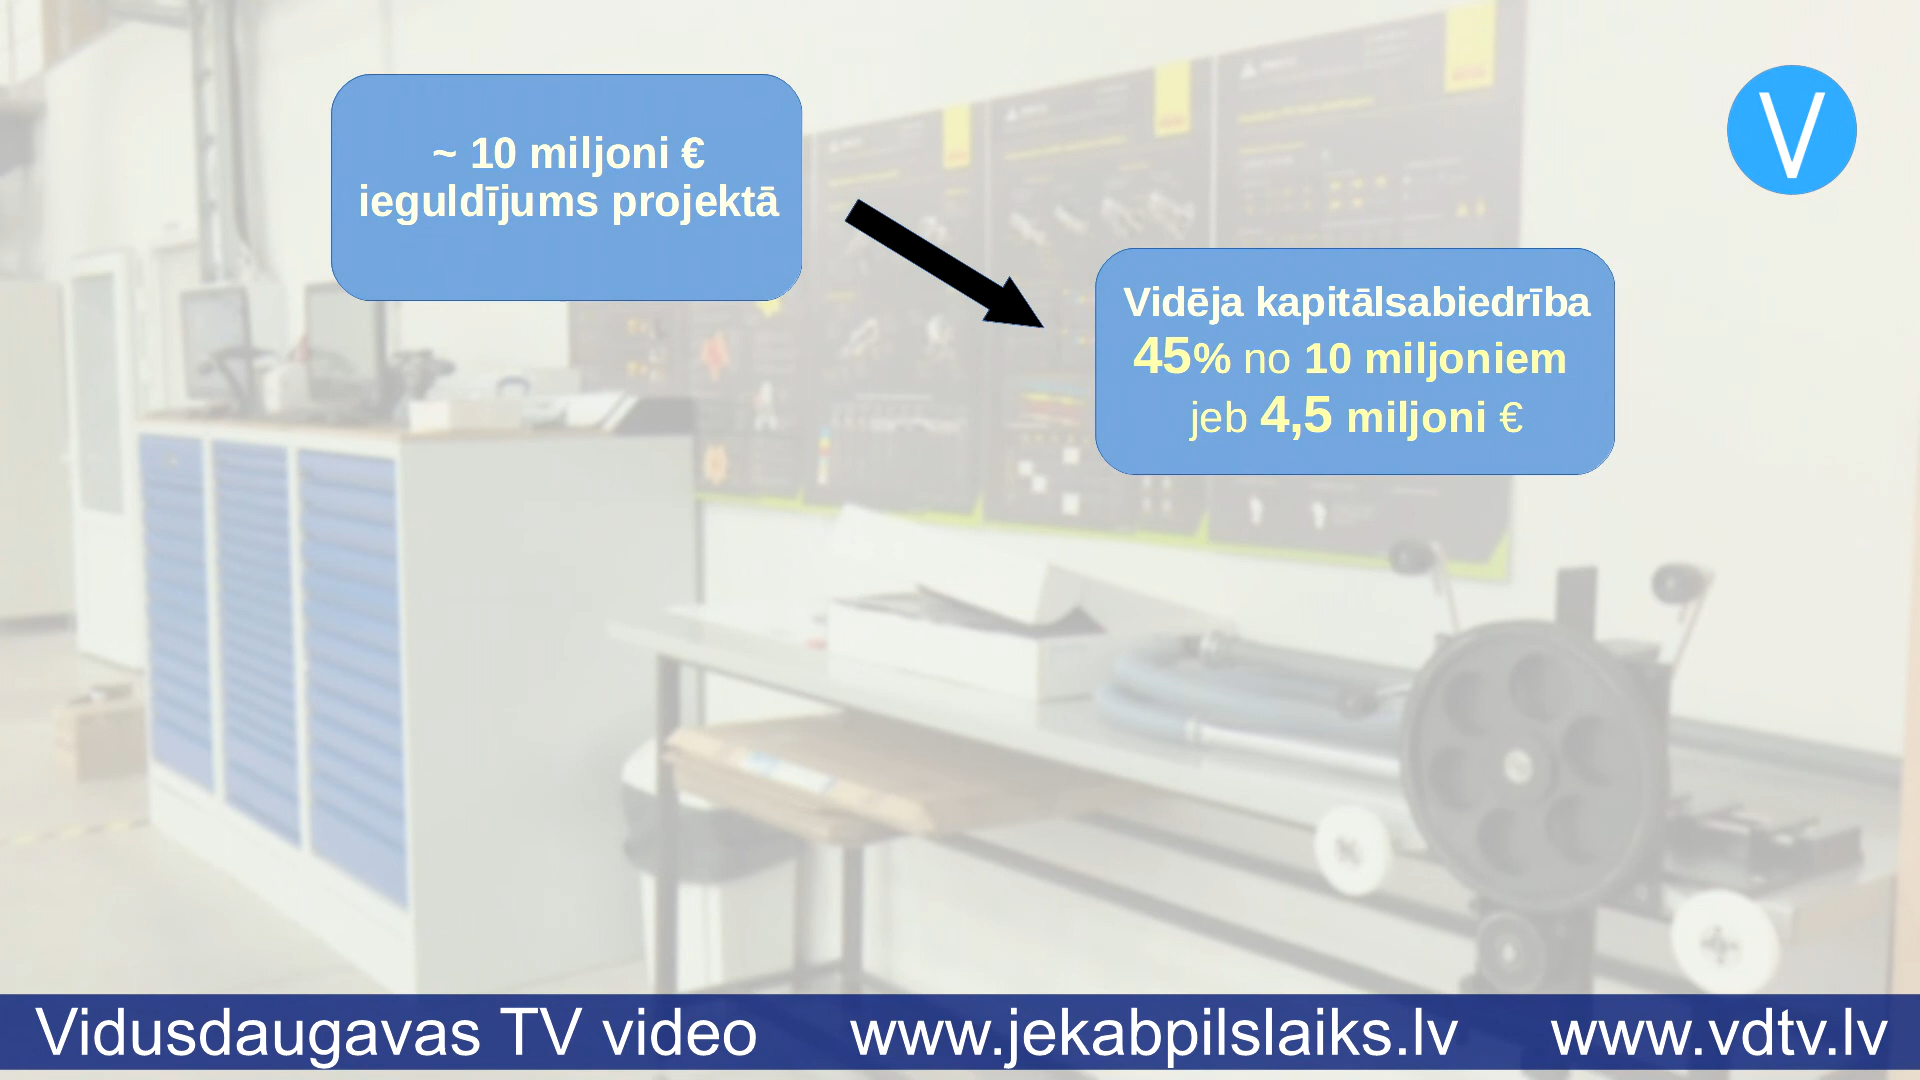 ~ 10 miljoni €
ieguldījums projektā
V
Vidēja kapitālsabiedrība
45% no 10 miljoniem
jeb 4,5 miljoni €
Vidusdaugavas TV video www.jekabpilslaiks.lv www.vdtv.lv